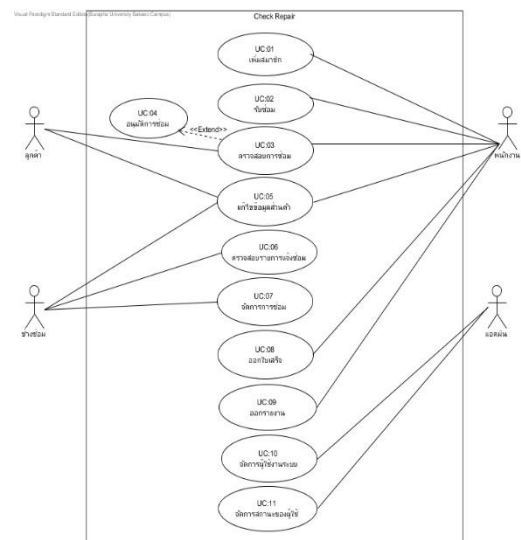 Visual Paradigm Standard Edition(Burapha University Sakaeo Campus)
Check Repair
UC:01
เพิ่มสมาชิก
UC:02
รับซ่อม
UC:04
อนุมัติการซ่อม
<<Extend>>
UC:03
ตรวจสอบการซ่อม
ลูกค้า
พนักงาน
UC:05
แก้ไขข้อมูลส่วนตัว
UC:06
ตรวจสอบรายการแจ้งซ่อม
UC:07
จัดการการซ่อม
ช่างซ่อม
แอดมิน
UC:08
ออกใบเสร็จ
UC:09
ออกรายงาน
UC:10
จัดการผู้ใช้งานระบบ
UC:11
จัดการสถานะของผู้ใช้